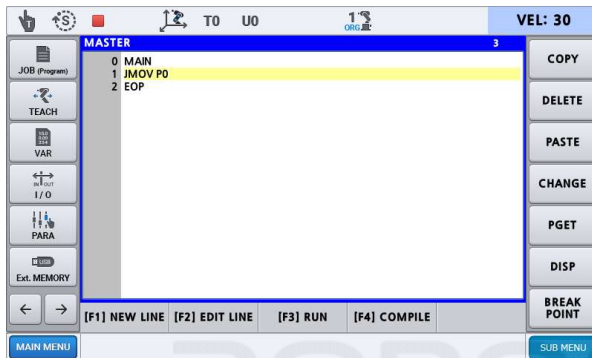 T
S
T0 U0
1
ORG
VEL: 30
JOB (Program)
TEACH
VAR
IN OUT
I/O
PARA
USB
Ext. MEMORY
← →
MAIN MENU
MASTER 3
0 MAIN
1 JMOV P0
2 EOP
[F1] NEW LINE [F2] EDIT LINE [F3] RUN [F4] COMPILE
COPY
DELETE
PASTE
CHANGE
PGET
DISP
BREAK
POINT
SUB MENU